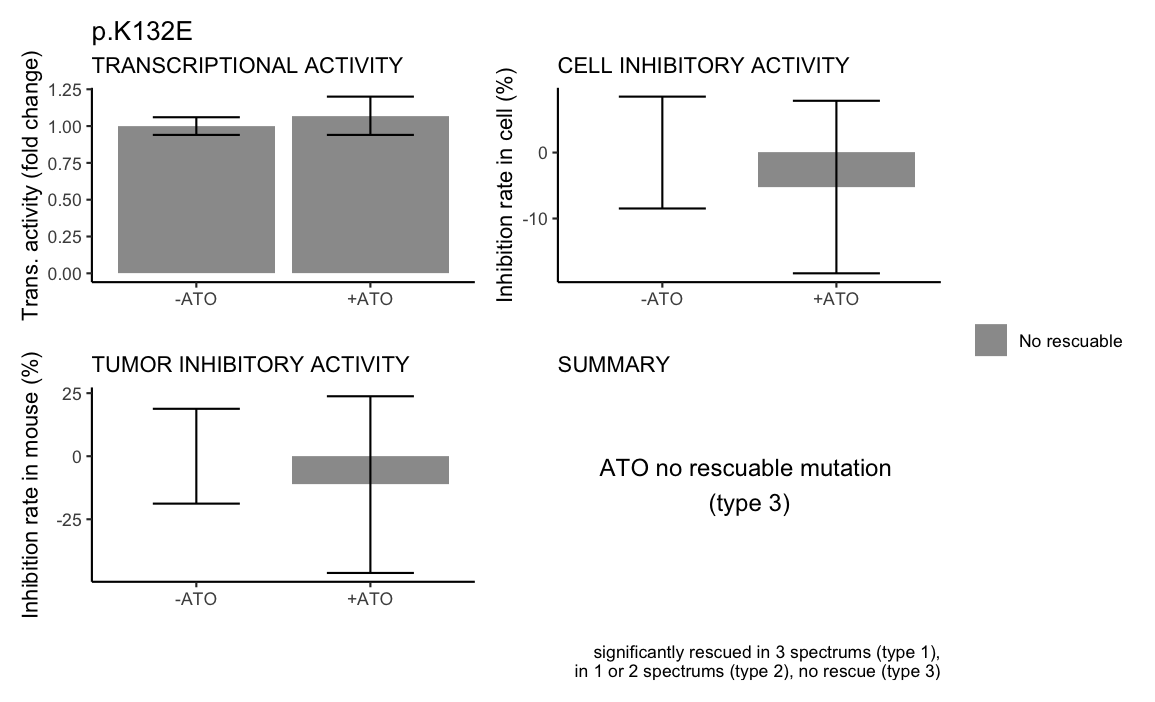 p.K132E
TRANSCRIPTIONAL ACTIVITY
Trans. activity (fold change)
1.25
1.00
0.75
0.50
0.25
0.00
-ATO
+ATO
CELL INHIBITORY ACTIVITY
Inhibition rate in cell (%)
0
-10
-ATO
+ATO
No rescuable
TUMOR INHIBITORY ACTIVITY
Inhibition rate in mouse (%)
25
0
-25
-ATO
+ATO
SUMMARY
ATO no rescuable mutation
(type 3)
significantly rescued in 3 spectrums (type 1),
in 1 or 2 spectrums (type 2), no rescue (type 3)